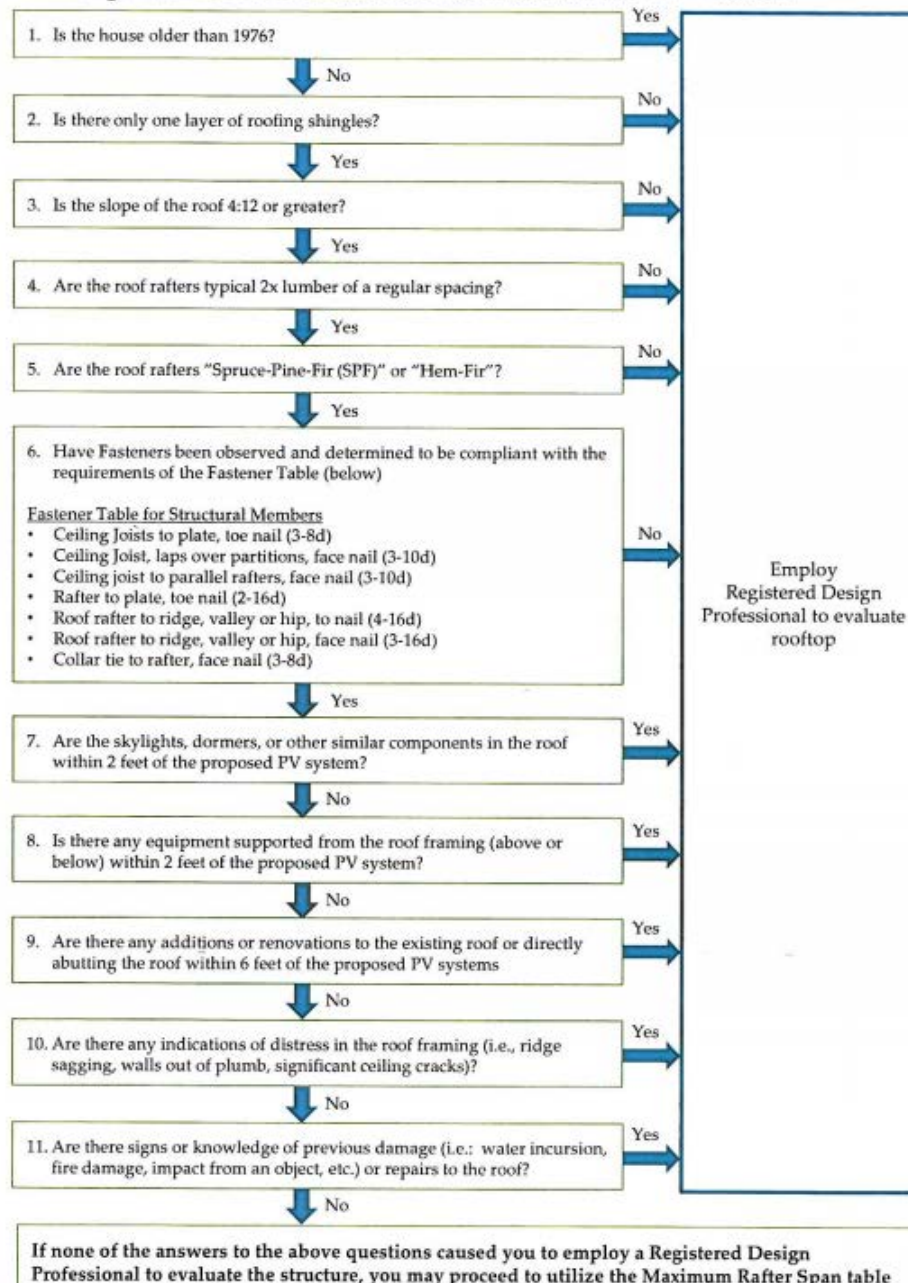 Yes
1. Is the house older than 1976?
No
No
2. Is there only one layer of roofing shingles?
Yes
No
3. Is the slope of the roof 4:12 or greater?
Yes
No
4. Are the roof rafters typical 2x lumber of a regular spacing?
Yes
No
5. Are the roof rafters "Spruce-Pine-Fir (SPF)" or "Hem-Fir"?
Yes
6. Have Fasteners been observed and determined to be compliant with the
requirements of the Fastener Table (below)
Fastener Table for Structural Members
• Ceiling Joists to plate, toe nail (3-8d)
• Ceiling Joist, laps over partitions, face nail (3-10d)
• Ceiling joist to parallel rafters, face nail (3-10d)
• Rafter to plate, toe nail (2-16d)
• Roof rafter to ridge, valley or hip, to nail (4-16d)
• Roof rafter to ridge, valley or hip, face nail (3-16d)
• Collar tie to rafter, face nail (3-8d)
No
Yes
Employ
Registered Design
Professional to evaluate
rooftop
7. Are the skylights, dormers, or other similar components in the roof
within 2 feet of the proposed PV system?
Yes
No
8. Is there any equipment supported from the roof framing (above or
below) within 2 feet of the proposed PV system?
Yes
No
9. Are there any additions or renovations to the existing roof or directly
abutting the roof within 6 feet of the proposed PV systems
Yes
No
10. Are there any indications of distress in the roof framing (i.e., ridge
sagging, walls out of plumb, significant ceiling cracks)?
Yes
No
11. Are there signs or knowledge of previous damage (i.e.: water incursion,
fire damage, impact from an object, etc.) or repairs to the roof?
Yes
No
If none of the answers to the above questions caused you to employ a Registered Design
Professional to evaluate the structure, you may proceed to utilize the Maximum Rafter Span table